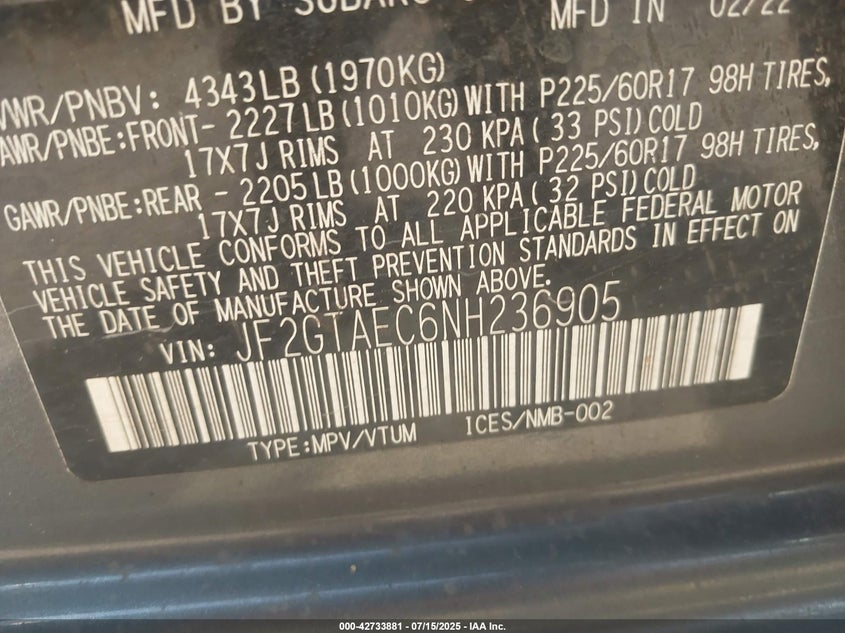 MFD BY SUBARU
MFD IN 02/22
VWR/PNBV: 4343LB (1970KG)
AWR/PNBE:FRONT- 2227LB(1010KG)WITH P225/60R17 98H TIRES,
17X7J RIMS AT 230 KPA( 33 PSI)COLD
GAWR/PNBE:REAR - 2205LB(1000KG)WITH P225/60R17 98H TIRES,
17X7J RIMS AT 220 KPA( 32 PSI)COLD
THIS VEHICLE CONFORMS TO ALL APPLICABLE FEDERAL MOTOR
VEHICLE SAFETY AND THEFT PREVENTION STANDARDS IN EFFECT ON
THE DATE OF MANUFACTURE SHOWN ABOVE.
VIN: JF2GTAEC6NH236905
TYPE:MPV/VTUM ICES/NMB-002
000-42733881 - 07/15/2025 - IAA Inc.